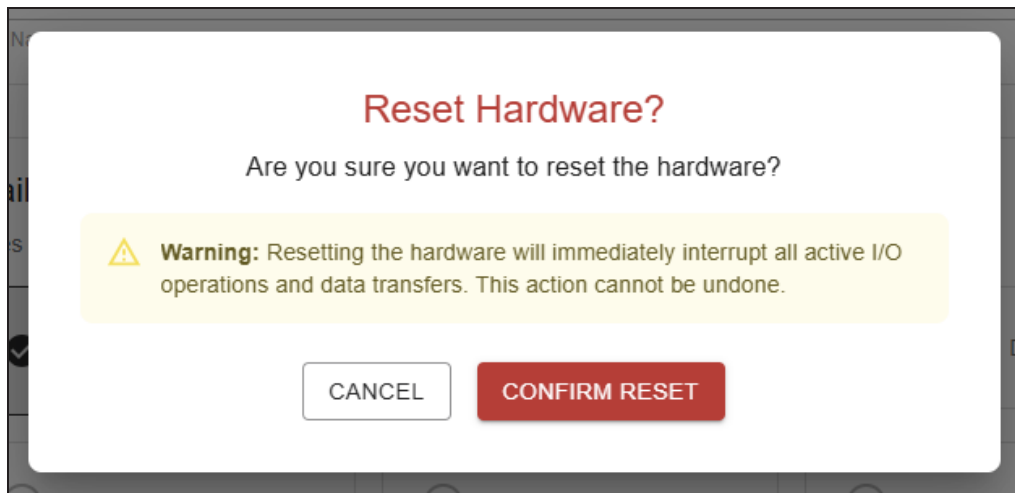 Reset Hardware?
Are you sure you want to reset the hardware?
Warning: Resetting the hardware will immediately interrupt all active I/O
operations and data transfers. This action cannot be undone.
CANCEL
CONFIRM RESET